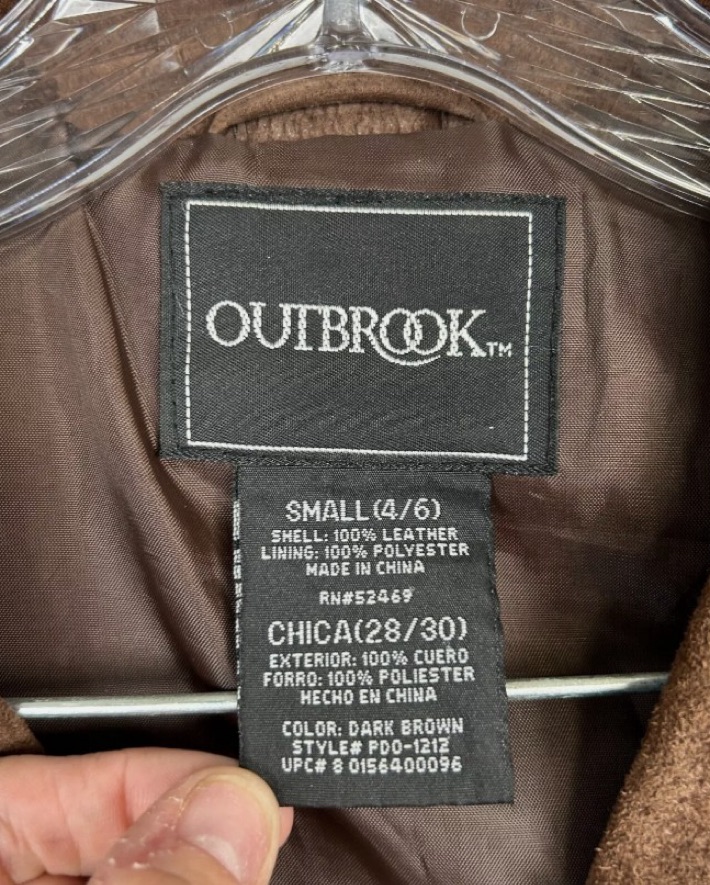 OUTBROOK™
SMALL(4/6)
SHELL: 100% LEATHER
LINING: 100% POLYESTER
MADE IN CHINA
RN#52469
CHICA(28/30)
EXTERIOR: 100% CUERO
FORRO: 100% POLIESTER
HECHO EN CHINA
COLOR: DARK BROWN
STYLE# PDO-1212
UPC# 8 0156400096